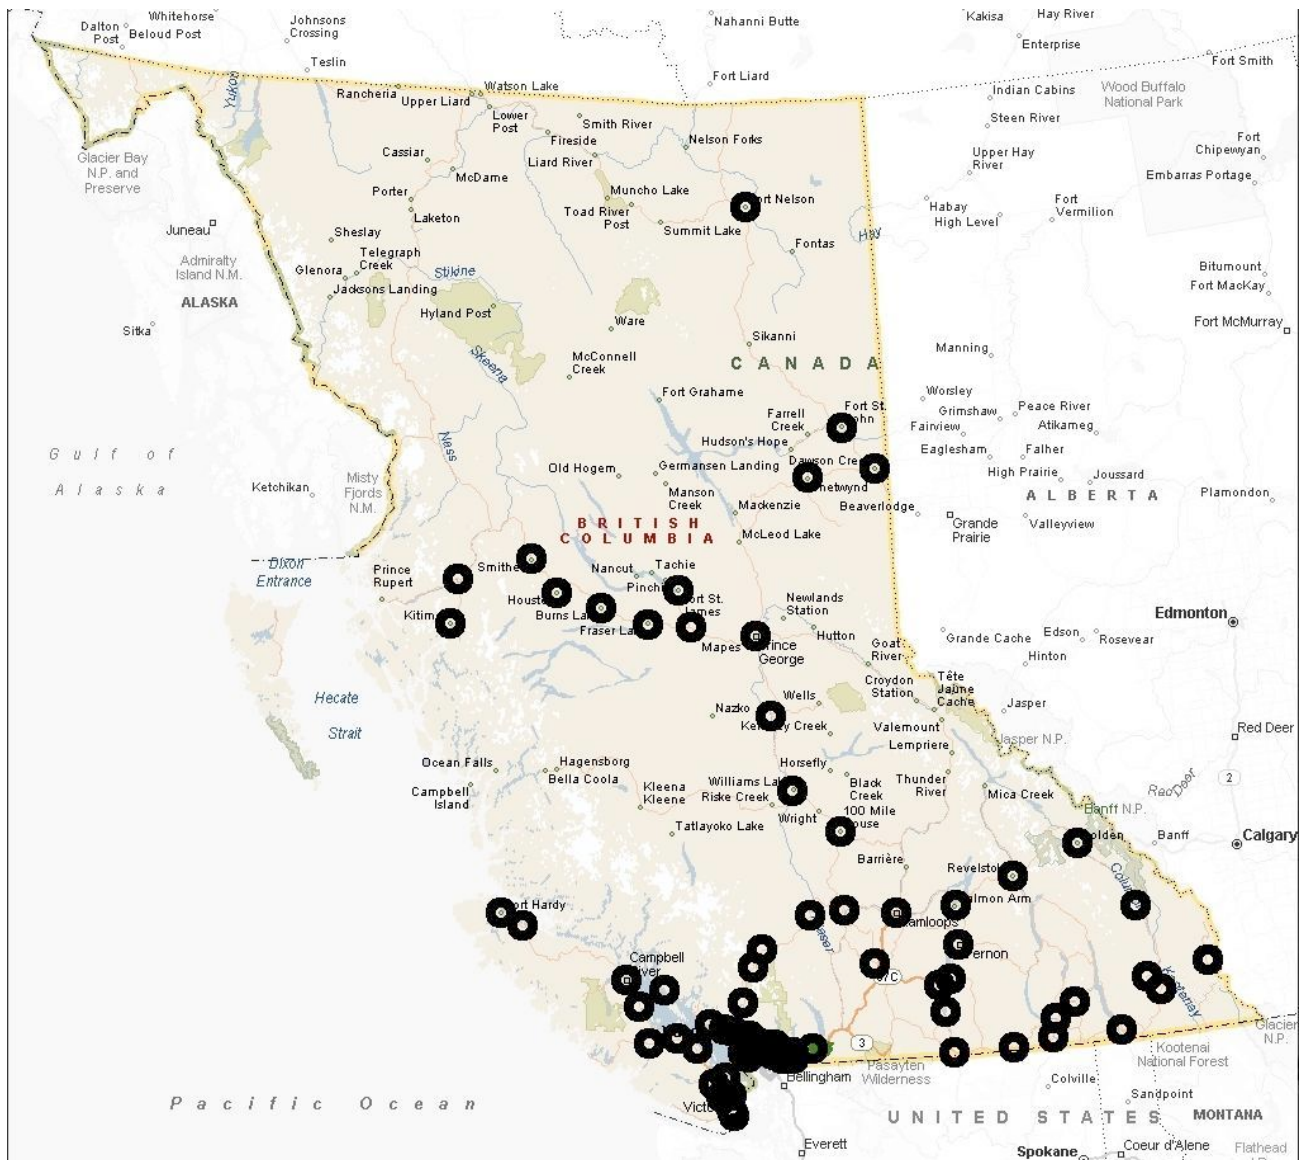 Whitehorse
Dalton
Post
Beloud Post
Johnsons
Crossing
Teslin
Nahanni Butte
Kakisa
Hay River
Enterprise
Fort Smith
Fort Liard
Yukon
Rancheria
Upper Liard
Watson Lake
Lower
Post
Smith River
Fireside
Liard River
Nelson Forks
Indian Cabins
Steen River
Wood Buffalo
National Park
Fort
Chipewyan
Embarras Portage
Upper Hay
River
Glacier Bay
N.P. and
Preserve
Cassiar
McDame
Porter
Laketon
Muncho Lake
Toad River
Post
Summit Lake
Fontas
Hay
Habay
High Level
Fort
Vermilion
Juneau
Admiralty
Island N.M.
ALASKA
Sitka
Sheslay
Telegraph
Creek
Glenora
Jacksons Landing
Stikine
Hyland Post
Ware
Sikanni
Skeena
McConnell
Creek
CANADA
Bitumount
Fort MacKay
Fort McMurray
Manning
Worsley
Grimshaw
Peace River
Fairview
Atikameg
Eaglesham
Falher
High Prairie
Joussard
ALBERTA
Plamondon
Beaverlodge
Grande
Prairie
Valleyview
Fort Grahame
Farrell
Creek
Fort St.
Hudson's Hope
Nass
Old Hogem
Germansen Landing
Manson
Creek
Mackenzie
McLeod Lake
BRITISH
COLUMBIA
Gulf of
Alaska
Ketchikan
Misty
Fjords
N.M.
Dixon
Entrance
Prince
Rupert
Nancut
Tachie
Mapes
Newlands
Station
Hutton
George
Goat
River
Croydon
Station
Tête
Jaune
Cache
Grande Cache
Edson
Rosevear
Hinton
Edmonton
Jasper
Jasper N.P.
Red Deer
2
Hecate
Strait
Nazko
Wells
Valemount
Lempriere
Ocean Falls
Hagensborg
Bella Coola
Campbell
Island
Kleena
Kleene
Horsefly
Riske Creek
Wright
Black
Creek
100 Mile
Thunder
River
Mica Creek
Tatlayoko Lake
Barrière
Banff N.P.
Banff
Calgary
Campbell
3
Pasayten
Wilderness
Bellingham
Kootenay
Glacier
N.P.
Kootenai
National Forest
Colville
Sandpoint
Pacific Ocean
UNITED STATES
MONTANA
Everett
Spokane
Coeur d'Alene
Flathead